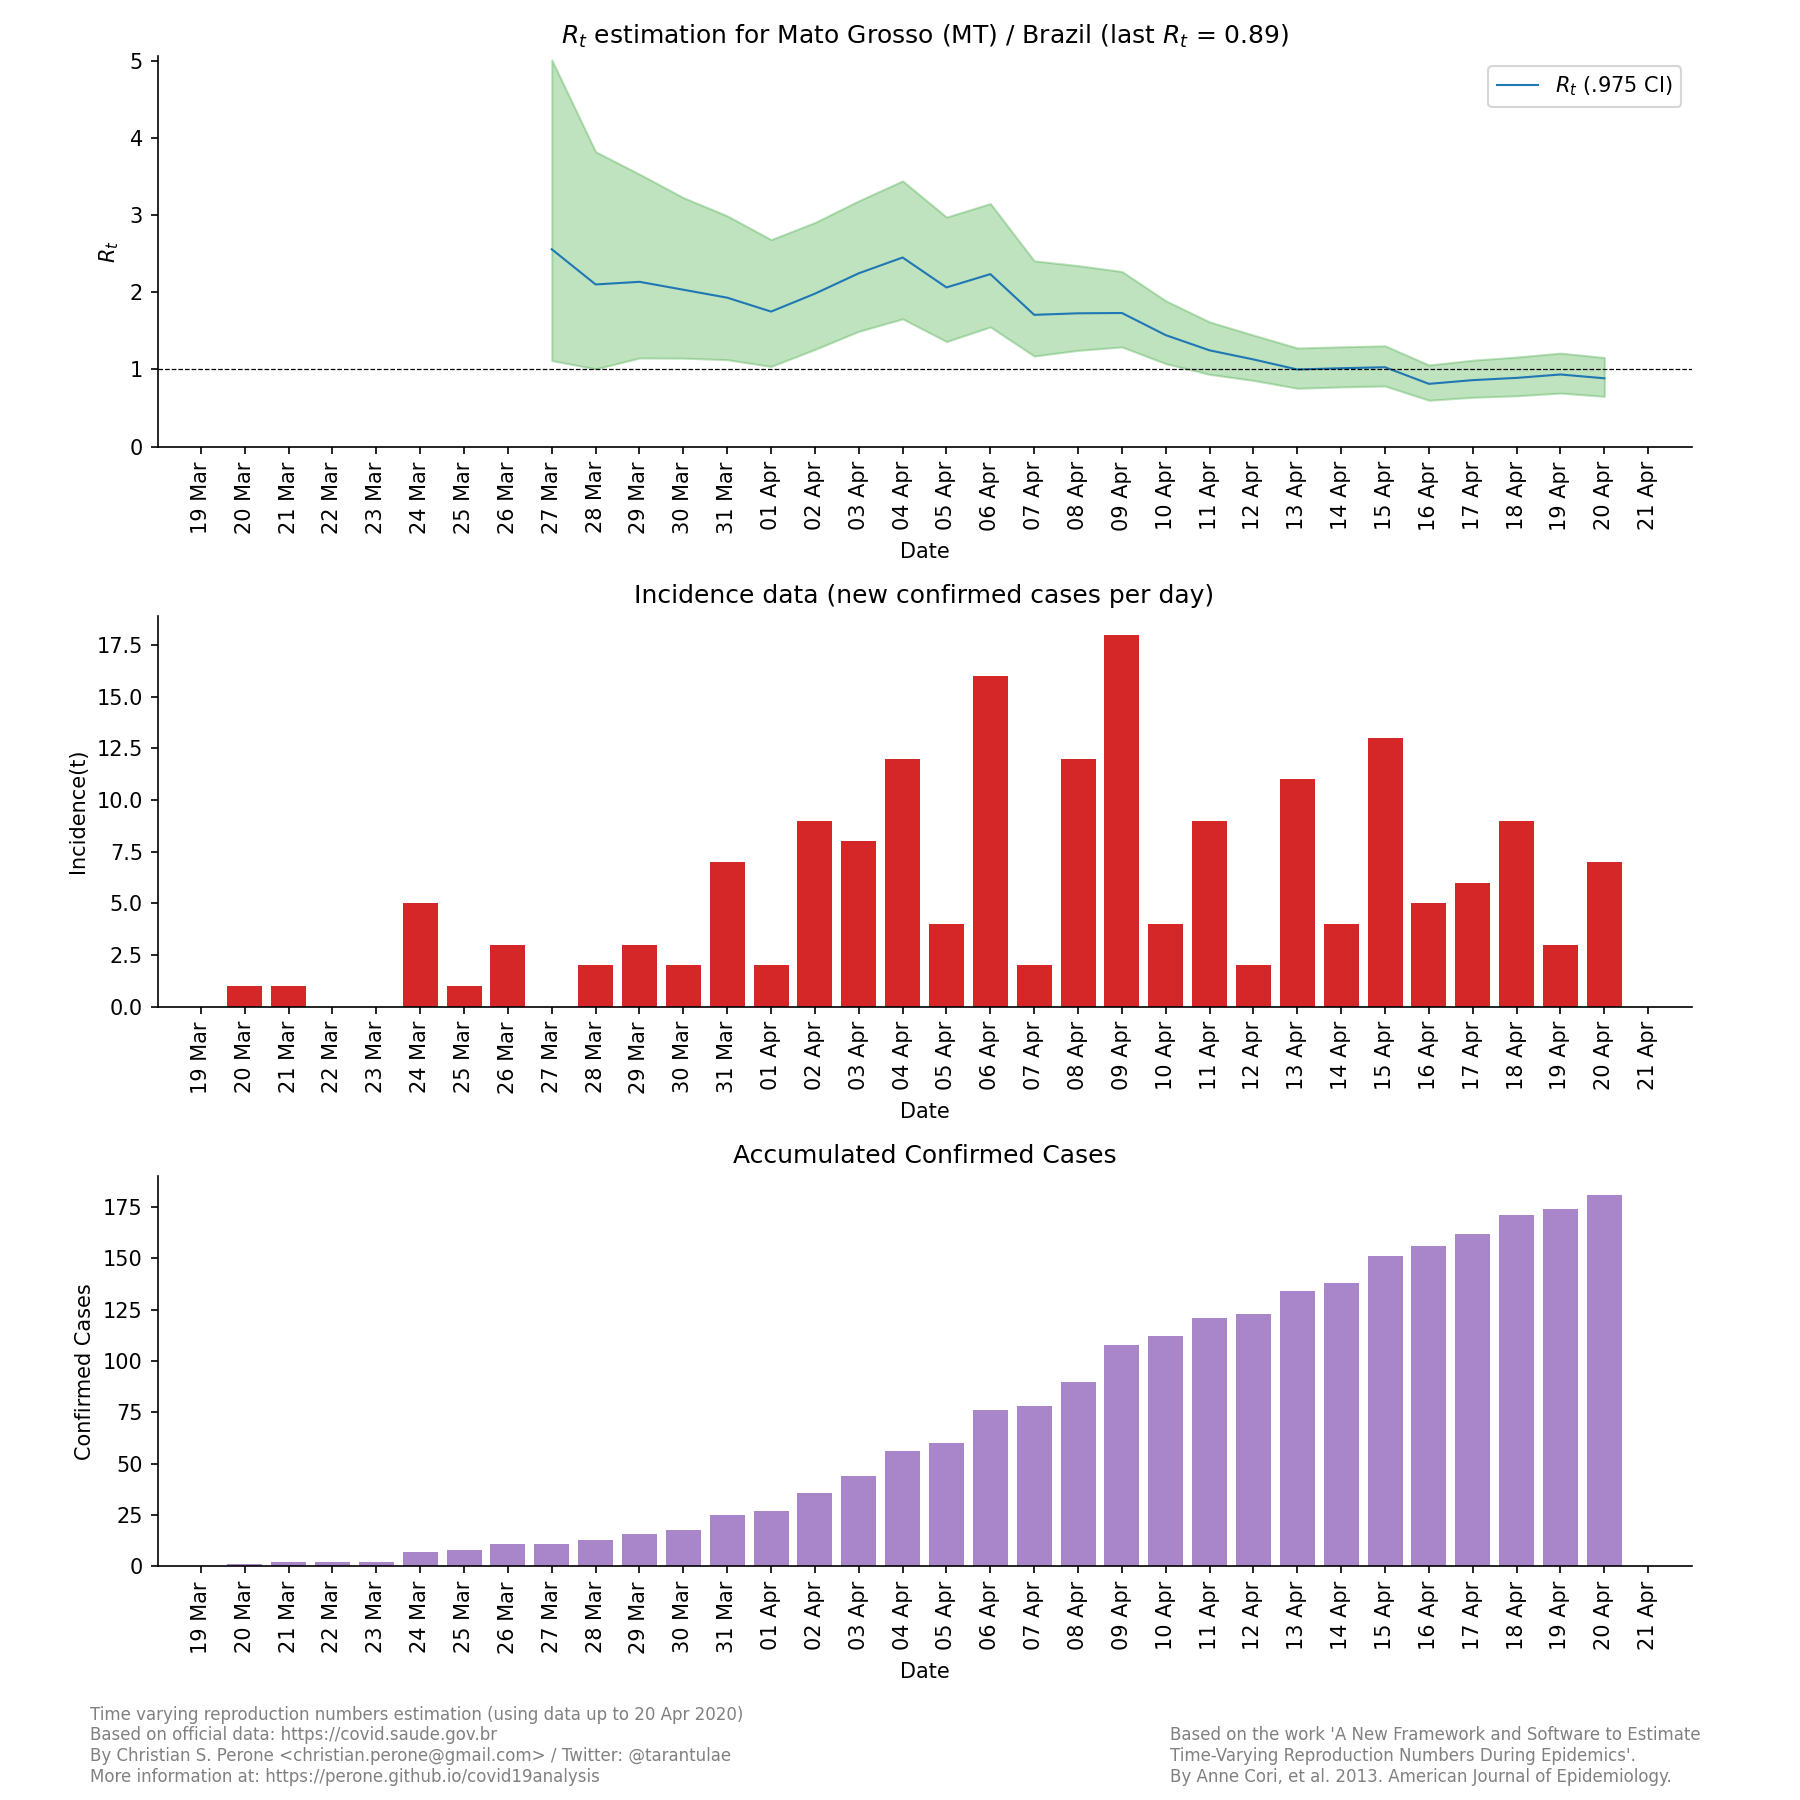 R_t estimation for Mato Grosso (MT) / Brazil (last R_t = 0.89)
R_t (.975 CI)
5
4
3
2
1
0
R_t
19 Mar 20 Mar 21 Mar 22 Mar 23 Mar 24 Mar 25 Mar 26 Mar 27 Mar 28 Mar 29 Mar 30 Mar 31 Mar 01 Apr 02 Apr 03 Apr 04 Apr 05 Apr 06 Apr 07 Apr 08 Apr 09 Apr 10 Apr 11 Apr 12 Apr 13 Apr 14 Apr 15 Apr 16 Apr 17 Apr 18 Apr 19 Apr 20 Apr 21 Apr
Date
Incidence data (new confirmed cases per day)
17.5
15.0
12.5
10.0
7.5
5.0
2.5
0.0
Incidence(t)
19 Mar 20 Mar 21 Mar 22 Mar 23 Mar 24 Mar 25 Mar 26 Mar 27 Mar 28 Mar 29 Mar 30 Mar 31 Mar 01 Apr 02 Apr 03 Apr 04 Apr 05 Apr 06 Apr 07 Apr 08 Apr 09 Apr 10 Apr 11 Apr 12 Apr 13 Apr 14 Apr 15 Apr 16 Apr 17 Apr 18 Apr 19 Apr 20 Apr 21 Apr
Date
Accumulated Confirmed Cases
175
150
125
100
75
50
25
0
Confirmed Cases
19 Mar 20 Mar 21 Mar 22 Mar 23 Mar 24 Mar 25 Mar 26 Mar 27 Mar 28 Mar 29 Mar 30 Mar 31 Mar 01 Apr 02 Apr 03 Apr 04 Apr 05 Apr 06 Apr 07 Apr 08 Apr 09 Apr 10 Apr 11 Apr 12 Apr 13 Apr 14 Apr 15 Apr 16 Apr 17 Apr 18 Apr 19 Apr 20 Apr 21 Apr
Date
Time varying reproduction numbers estimation (using data up to 20 Apr 2020)
Based on official data: https://covid.saude.gov.br
By Christian S. Perone <christian.perone@gmail.com> / Twitter: @tarantulae
More information at: https://perone.github.io/covid19analysis
Based on the work 'A New Framework and Software to Estimate
Time-Varying Reproduction Numbers During Epidemics'.
By Anne Cori, et al. 2013. American Journal of Epidemiology.